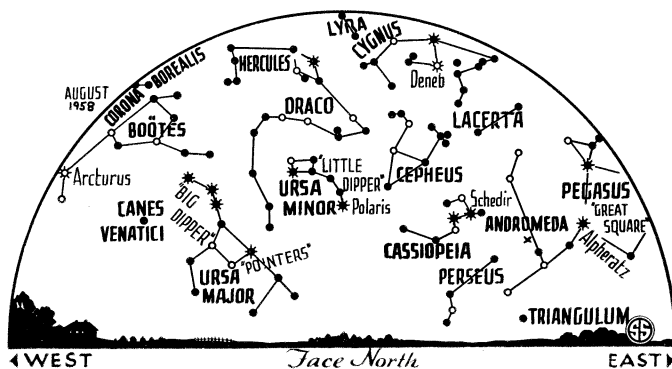 LYRA
CYGNUS
HERCULES
Deneb
AUGUST
1958
CORONA BOREALIS
DRACO
LACERTA
BOÖTES
"LITTLE
DIPPER"
CEPHEUS
Arcturus
URSA
MINOR
Polaris
PEGASUS
"GREAT
SQUARE"
"BIG
DIPPER"
CANES
VENATICI
Schedir
ANDROMEDA
Alpheratz
CASSIOPEIA
"POINTERS"
URSA
MAJOR
PERSEUS
TRIANGULUM
WEST
Face North
EAST